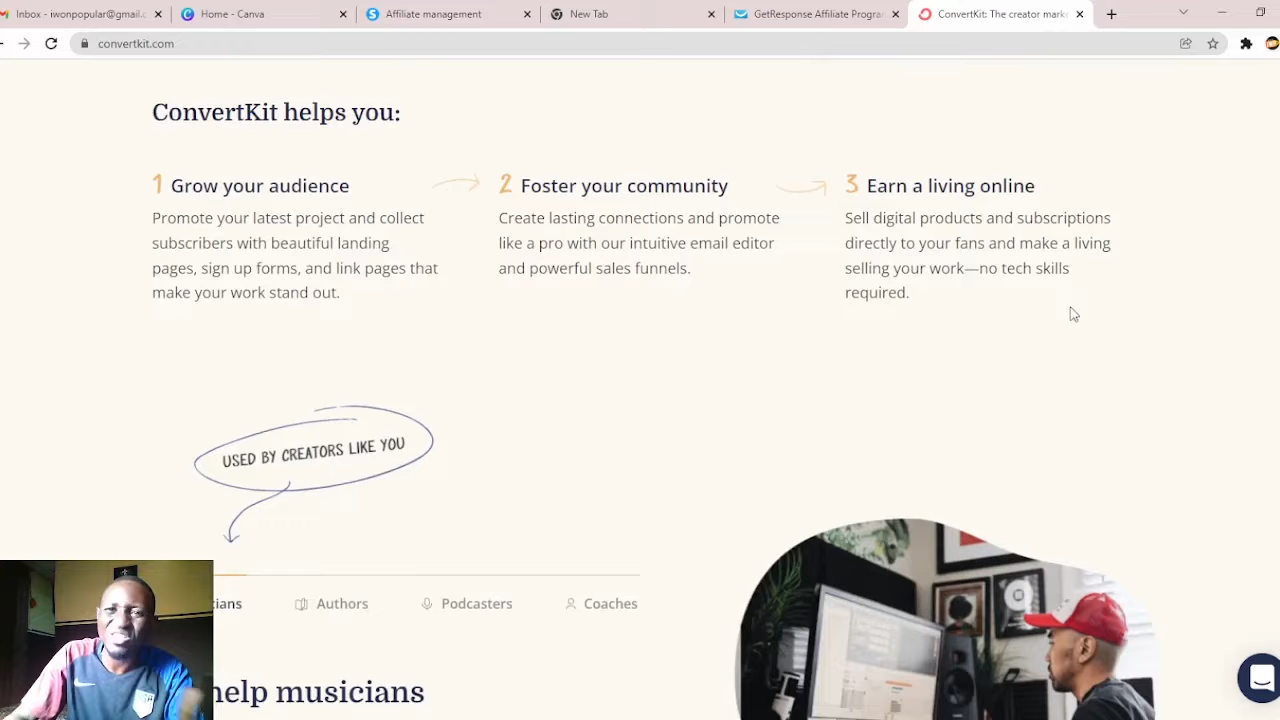 Inbox - iwonpopular@gmail.c
Home - Canva
Affiliate management
New Tab
GetResponse Affiliate Progra
ConvertKit: The creator mark
convertkit.com
ConvertKit helps you:
1 Grow your audience
Promote your latest project and collect
subscribers with beautiful landing
pages, sign up forms, and link pages that
make your work stand out.
2 Foster your community
Create lasting connections and promote
like a pro with our intuitive email editor
and powerful sales funnels.
3 Earn a living online
Sell digital products and subscriptions
directly to your fans and make a living
selling your work—no tech skills
required.
USED BY CREATORS LIKE YOU
cians
Authors
Podcasters
Coaches
help musicians